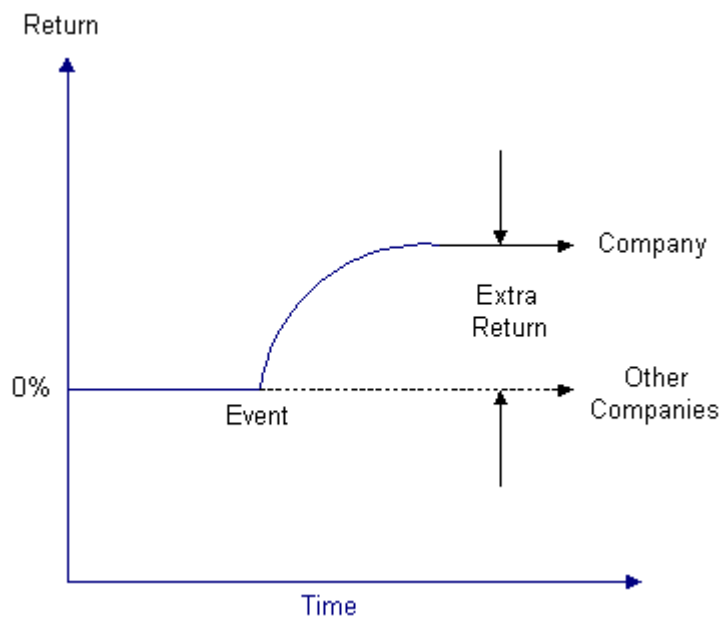 Return
Company
Extra
Return
0%
Other
Companies
Event
Time